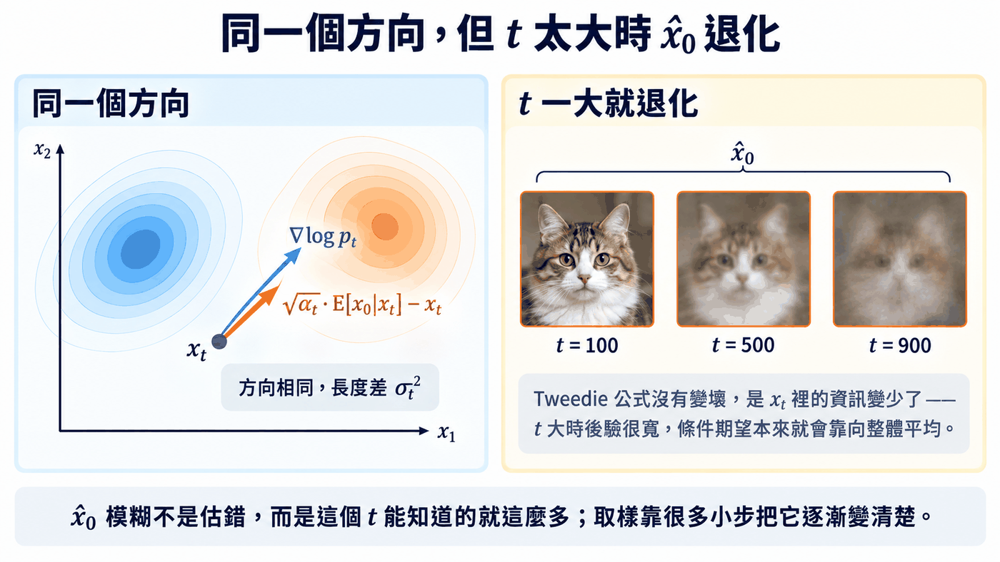 同一個方向，但 t 太大時 x̂₀ 退化
同一個方向
x₂
∇log pₜ
√αₜ · E[x₀|xₜ] − xₜ
xₜ
方向相同，長度差 σₜ²
x₁
t 一大就退化
x̂₀
t = 100
t = 500
t = 900
Tweedie 公式沒有變壞，是 xₜ 裡的資訊變少了——
t 大時後驗很寬，條件期望本來就會靠向整體平均。
x̂₀ 模糊不是估錯，而是這個 t 能知道的就這麼多；取樣靠很多小步把它逐漸變清楚。